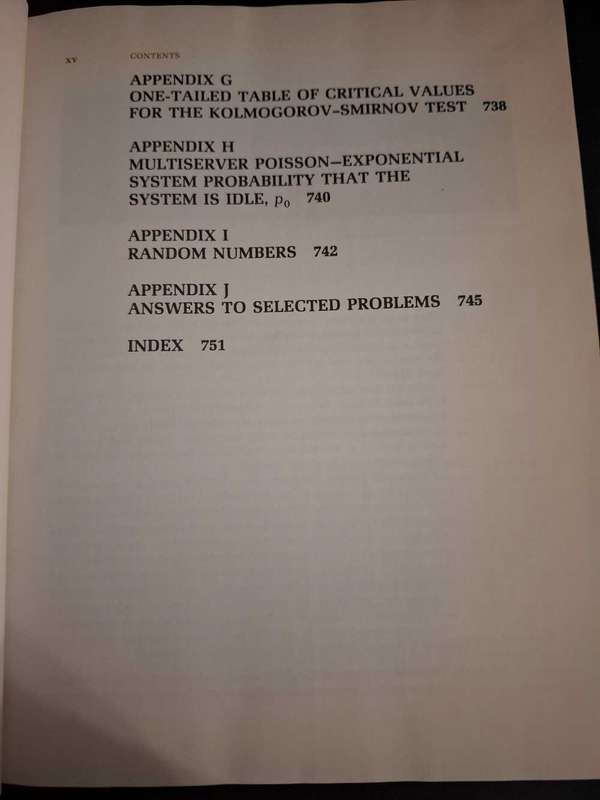 xv CONTENTS
APPENDIX G
ONE-TAILED TABLE OF CRITICAL VALUES
FOR THE KOLMOGOROV–SMIRNOV TEST 738
APPENDIX H
MULTISERVER POISSON—EXPONENTIAL
SYSTEM PROBABILITY THAT THE
SYSTEM IS IDLE, p₀ 740
APPENDIX I
RANDOM NUMBERS 742
APPENDIX J
ANSWERS TO SELECTED PROBLEMS 745
INDEX 751